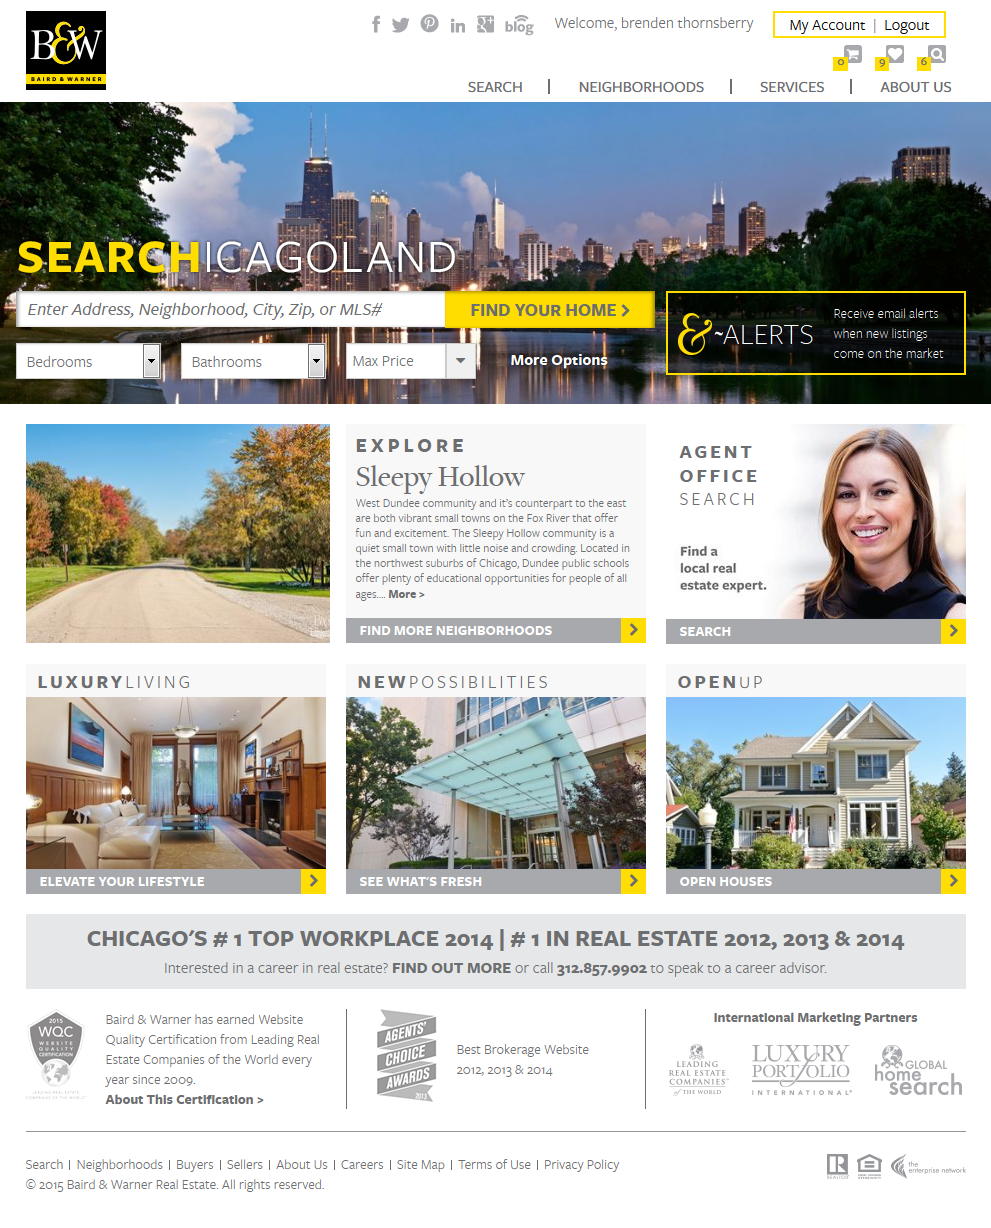 B&W
BAIRD & WARNER
blog
Welcome, brenden thornsberry
My Account | Logout
0 9 6
SEARCH | NEIGHBORHOODS | SERVICES | ABOUT US
SEARCHICAGOLAND
Enter Address, Neighborhood, City, Zip, or MLS#
FIND YOUR HOME >
Bedrooms
Bathrooms
Max Price
More Options
&~ALERTS
Receive email alerts
when new listings
come on the market
EXPLORE
Sleepy Hollow
West Dundee community and it's counterpart to the east
are both vibrant small towns on the Fox River that offer
fun and excitement. The Sleepy Hollow community is a
quiet small town with little noise and crowding. Located in
the northwest suburbs of Chicago, Dundee public schools
offer plenty of educational opportunities for people of all
ages.... More >
FIND MORE NEIGHBORHOODS
AGENT
OFFICE
SEARCH
Find a
local real
estate expert.
SEARCH
LUXURYLIVING
ELEVATE YOUR LIFESTYLE
NEWPOSSIBILITIES
SEE WHAT'S FRESH
OPENUP
OPEN HOUSES
CHICAGO'S # 1 TOP WORKPLACE 2014 | # 1 IN REAL ESTATE 2012, 2013 & 2014
Interested in a career in real estate? FIND OUT MORE or call 312.857.9902 to speak to a career advisor.
2015
WQC
WEBSITE
QUALITY
CERTIFICATION
LEADING REAL ESTATE
COMPANIES OF THE WORLD
Baird & Warner has earned Website
Quality Certification from Leading Real
Estate Companies of the World every
year since 2009.
About This Certification >
AGENTS'
CHOICE
AWARDS
2013
Best Brokerage Website
2012, 2013 & 2014
International Marketing Partners
LEADING
REAL ESTATE
COMPANIES
of THE WORLD
LUXURY
PORTFOLIO
INTERNATIONAL
GLOBAL
home
search
Search | Neighborhoods | Buyers | Sellers | About Us | Careers | Site Map | Terms of Use | Privacy Policy
© 2015 Baird & Warner Real Estate. All rights reserved.
REALTOR
the
enterprise network